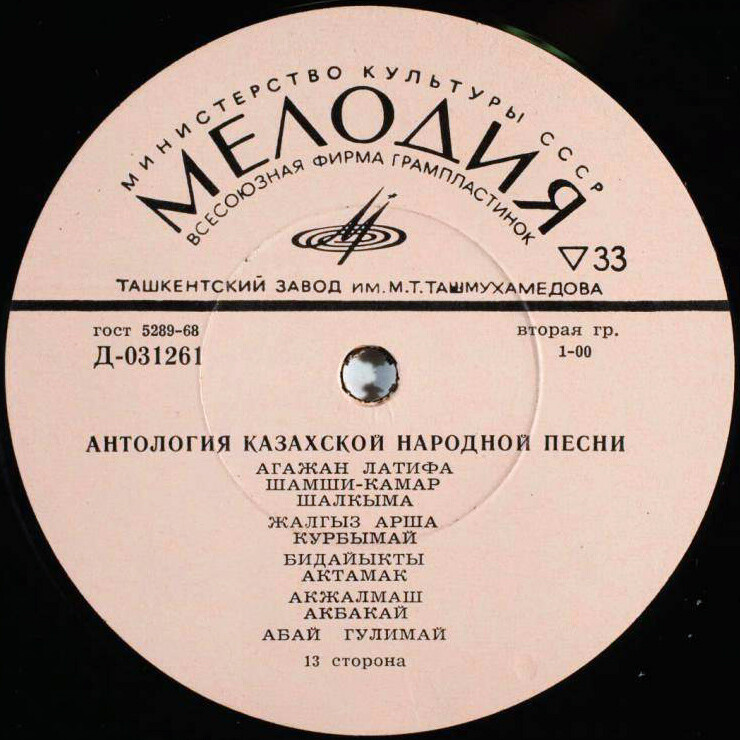 МИНИСТЕРСТВО КУЛЬТУРЫ СССР
МЕЛОДИЯ
ВСЕСОЮЗНАЯ ФИРМА ГРАМПЛАСТИНОК
▽33
ТАШКЕНТСКИЙ ЗАВОД ИМ.М.Т.ТАШМУХАМЕДОВА
гост 5289-68
вторая гр.
Д-031261
1-00
АНТОЛОГИЯ ҚАЗАХСКОЙ НАРОДНОЙ ПЕСНИ
АГАЖАН ЛАТИФА
ШАМШИ-КАМАР
ШАЛКЫМА
ЖАЛГЫЗ АРША
КУРБЫМАЙ
БИДАЙЫКТЫ
АКТАМАК
АКЖАЛМАШ
АКБАКАЙ
АБАЙ ГУЛИМАЙ
13 сторона